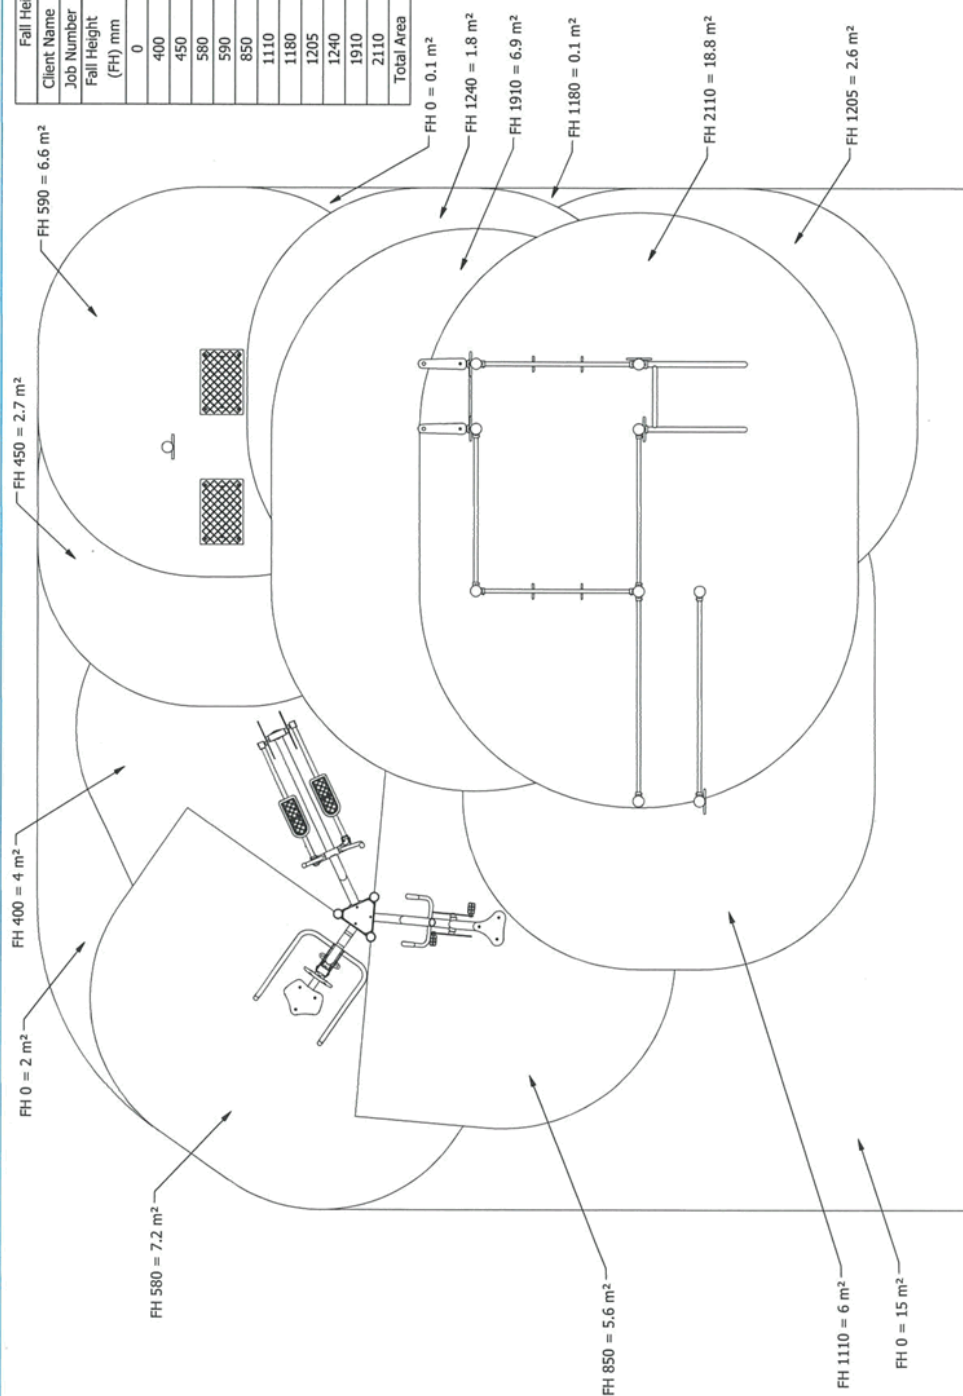 Fall Hei
Client Name
Job Number
Fall Height
(FH) mm
0
400
450
580
590
850
1110
1180
1205
1240
1910
2110
Total Area
FH 0 = 2 m²
FH 400 = 4 m²
FH 450 = 2.7 m²
FH 590 = 6.6 m²
FH 0 = 0.1 m²
FH 1240 = 1.8 m²
FH 1910 = 6.9 m²
FH 1180 = 0.1 m²
FH 2110 = 18.8 m²
FH 1205 = 2.6 m²
FH 580 = 7.2 m²
FH 850 = 5.6 m²
FH 1110 = 6 m²
FH 0 = 15 m²